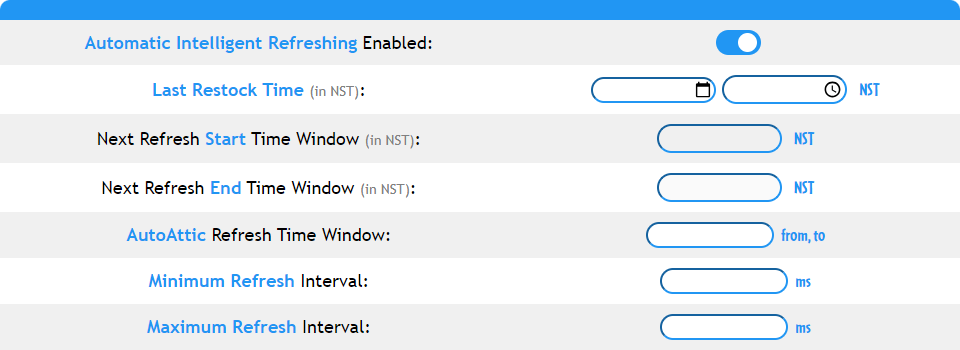 Automatic Intelligent Refreshing Enabled:
Last Restock Time (in NST): NST
Next Refresh Start Time Window (in NST): NST
Next Refresh End Time Window (in NST): NST
AutoAttic Refresh Time Window: from, to
Minimum Refresh Interval: ms
Maximum Refresh Interval: ms